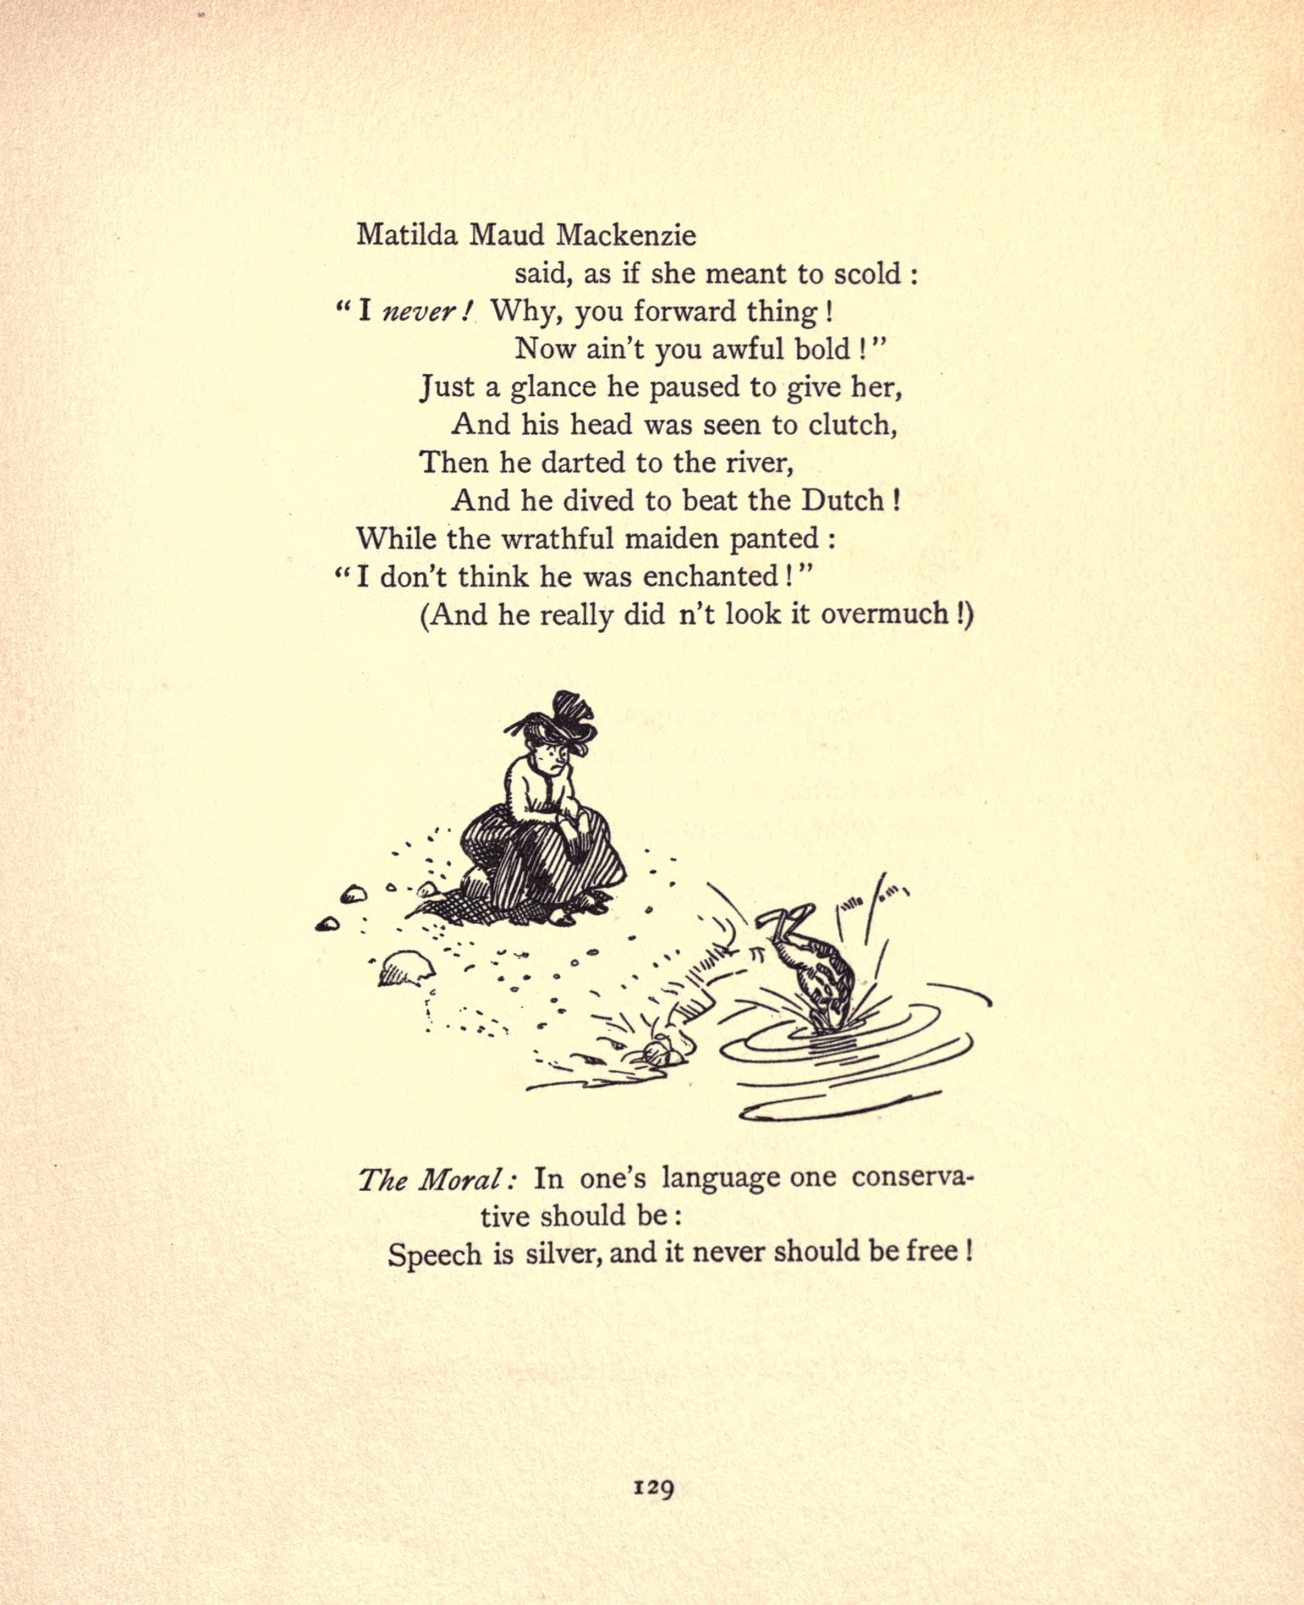 Matilda Maud Mackenzie
said, as if she meant to scold :
“ I never ! Why, you forward thing !
Now ain't you awful bold ! ”
Just a glance he paused to give her,
And his head was seen to clutch,
Then he darted to the river,
And he dived to beat the Dutch !
While the wrathful maiden panted :
“ I don't think he was enchanted ! ”
(And he really did n't look it overmuch !)
The Moral : In one's language one conserva-
tive should be :
Speech is silver, and it never should be free !
129